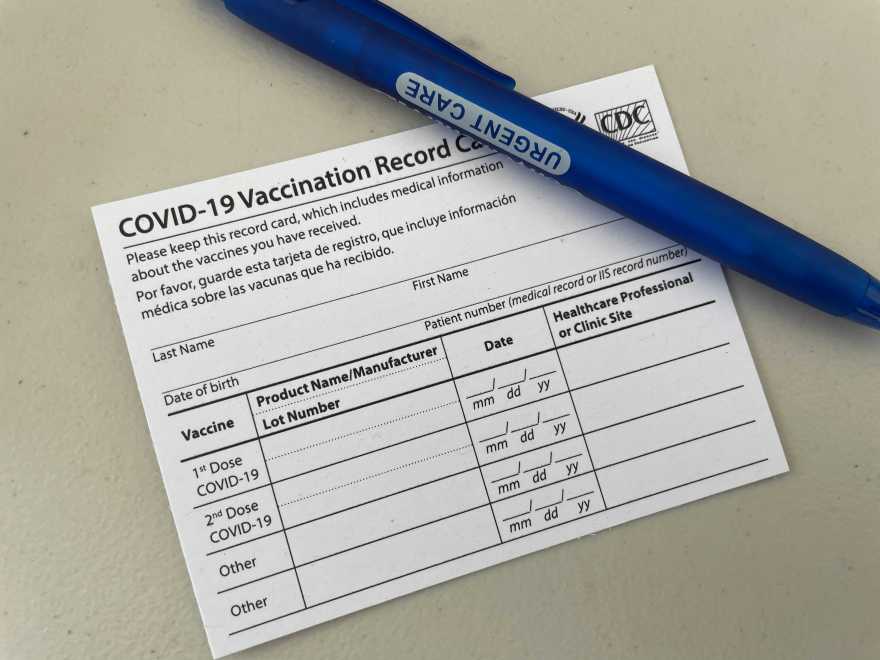 URGENT CARE
CDC
COVID-19 Vaccination Record
Please keep this record card, which includes medical information
about the vaccines you have received.
Por favor, guarde esta tarjeta de registro, que incluye información
médica sobre las vacunas que ha recibido.
Last Name
First Name
Date of birth
Patient number (medical record or IIS record number)
Vaccine
Product Name/Manufacturer
Lot Number
Date
Healthcare Professional
or Clinic Site
1st Dose
COVID-19
mm dd yy
2nd Dose
COVID-19
mm dd yy
Other
mm dd yy
Other
mm dd yy